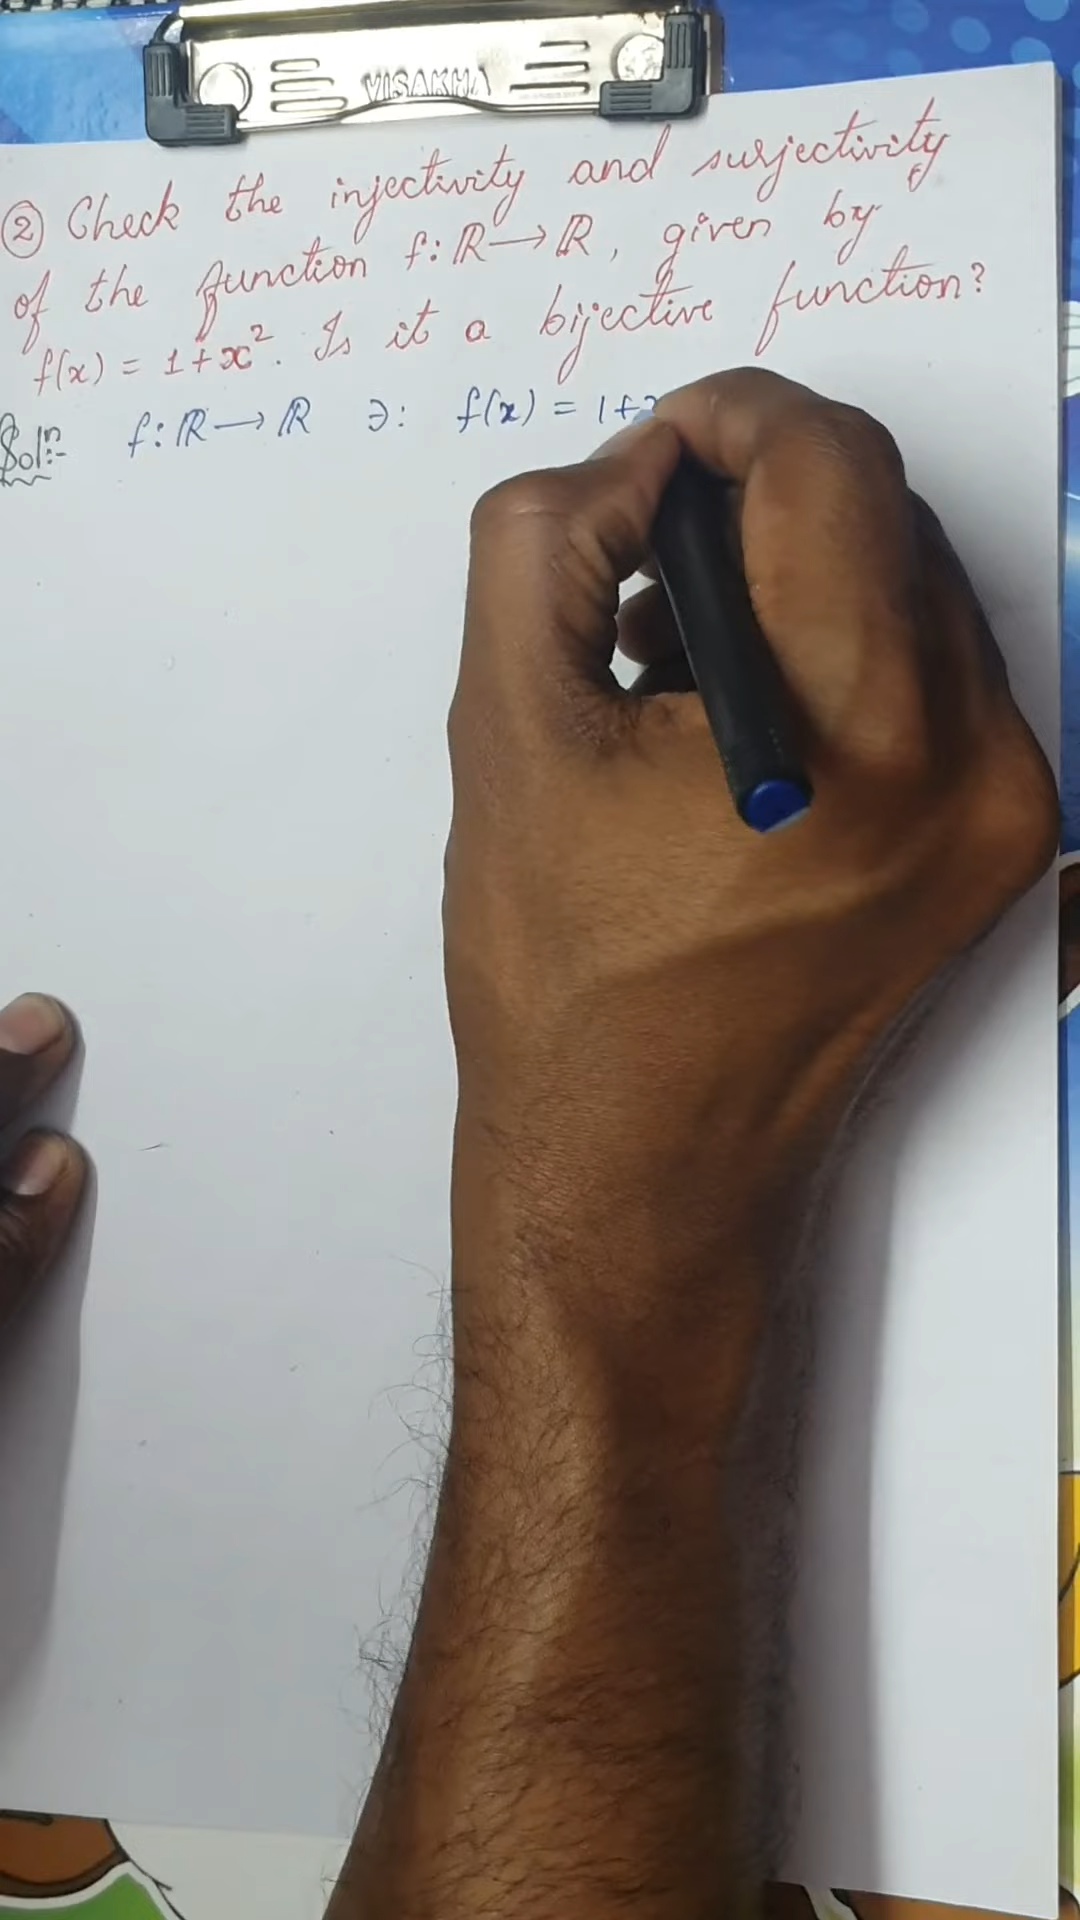 VISAKHA
② Check the injectivity and surjectivity
of the function f: ℝ → ℝ, given by
f(x) = 1 + x². Is it a bijective function?
Solⁿ:- f: ℝ → ℝ ∋: f(x) = 1+